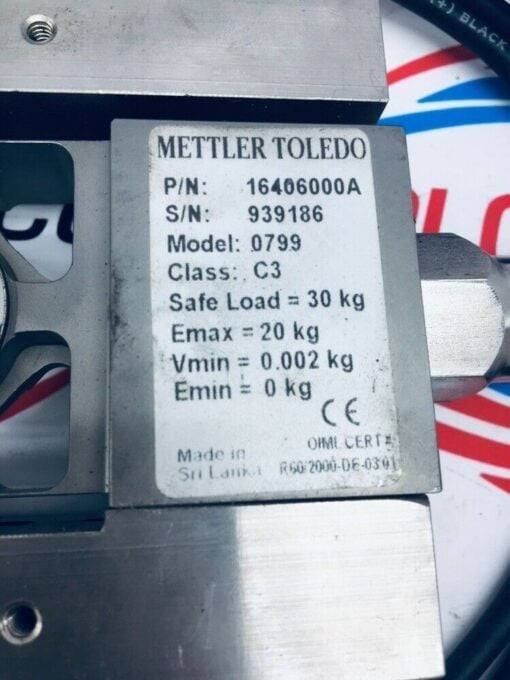 (+) BLACK
METTLER TOLEDO
P/N: 16406000A
S/N: 939186
Model: 0799
Class: C3
Safe Load = 30 kg
Emax = 20 kg
Vmin = 0.002 kg
Emin = 0 kg
CE
OIML CERT#
Made in
Sri Lanka R60/2000-DE-03.01